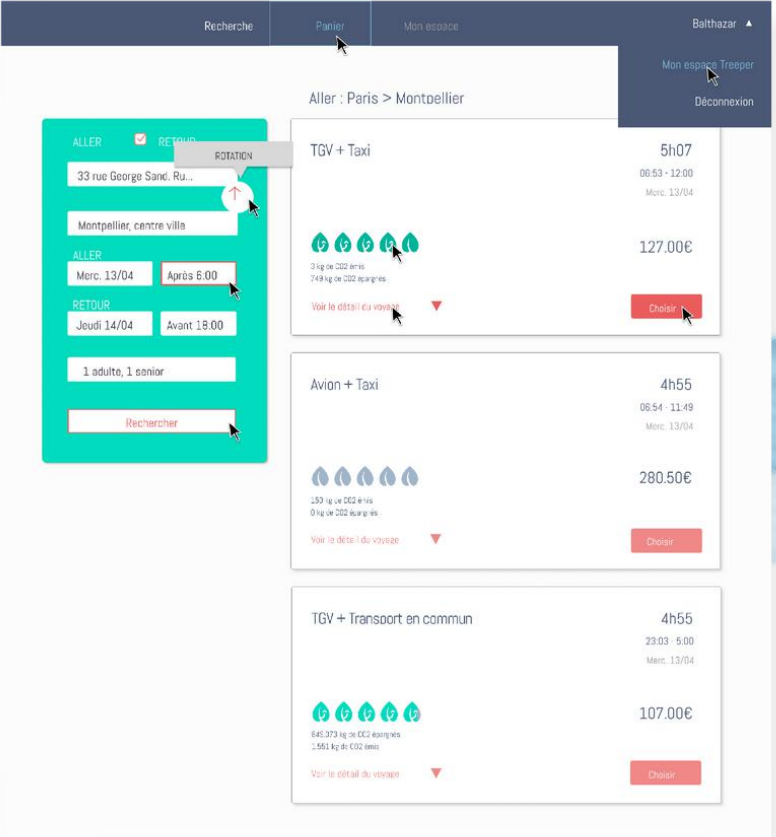 Recherche
Panier
Mon espace
Balthazar ▲
Mon espace Treeper
Déconnexion
Aller : Paris > Montpellier
ALLER RETOUR
ROTATION
33 rue George Sand. Ru...
Montpellier, centre ville
ALLER
Merc. 13/04
Après 6:00
RETOUR
Jeudi 14/04
Avant 18:00
1 adulte, 1 senior
Rechercher
TGV + Taxi
5h07
06:53 - 12:00
Merc. 13/04
127.00€
3 kg de CO2 émis
749 kg de CO2 épargnés
Voir le détail du voyage ▼
Choisir
Avion + Taxi
4h55
06:54 - 11:49
Merc. 13/04
280.50€
150 kg de CO2 émis
0 kg de CO2 épargnés
Voir le détail du voyage ▼
Choisir
TGV + Transport en commun
4h55
23:03 - 5:00
Merc. 13/04
107.00€
649.073 kg de CO2 épargnés
1.551 kg de CO2 émis
Voir le détail du voyage ▼
Choisir